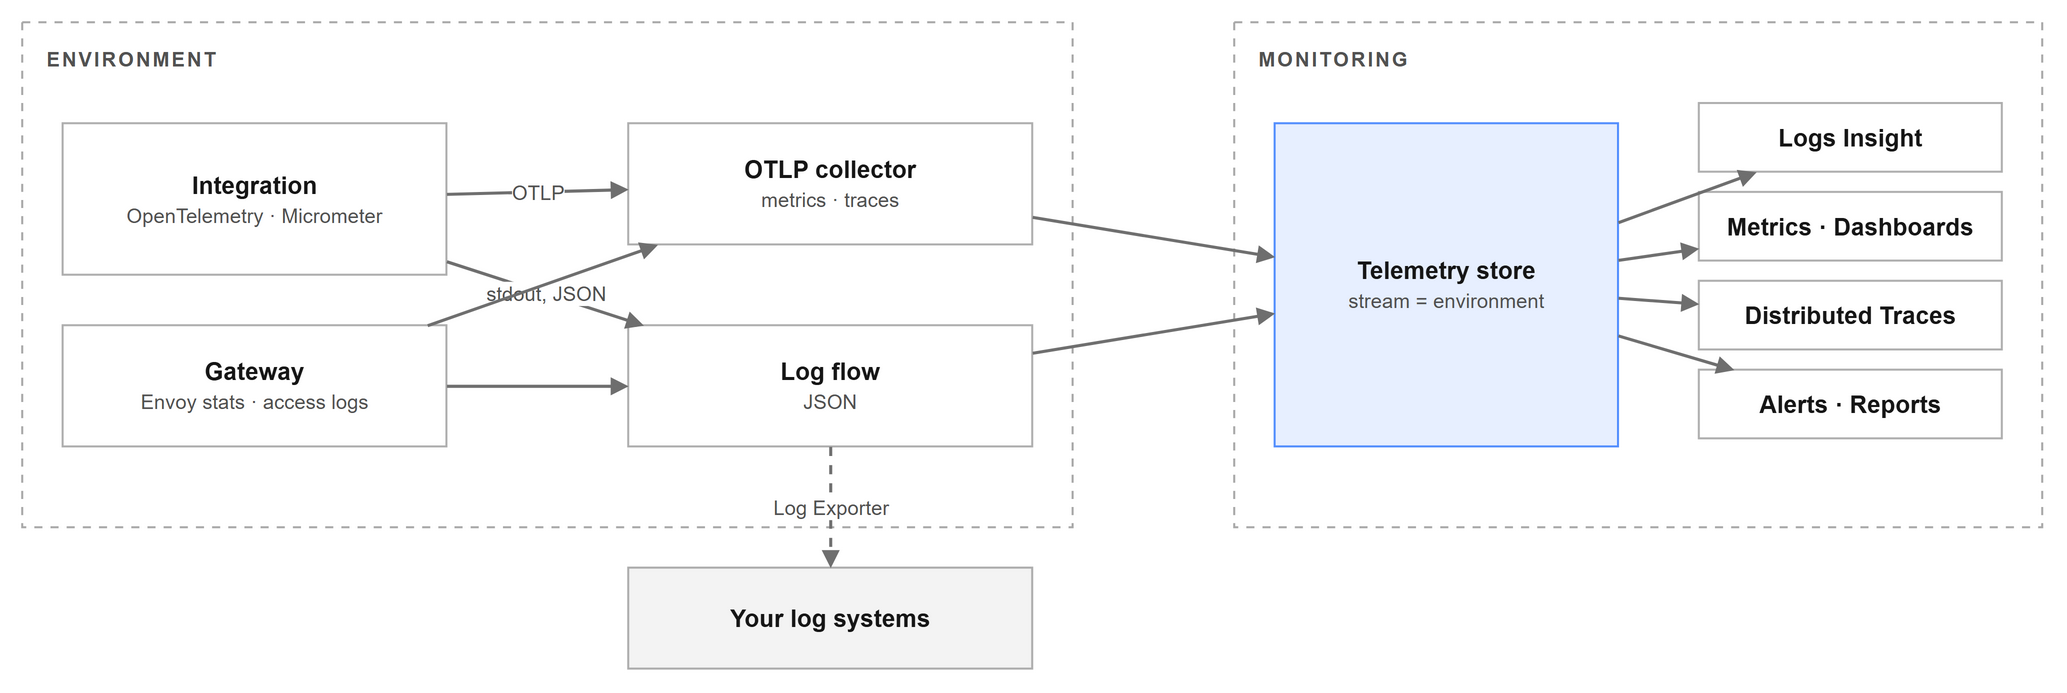 ENVIRONMENT
Integration
OpenTelemetry · Micrometer
OTLP
OTLP collector
metrics · traces
stdout, JSON
Gateway
Envoy stats · access logs
Log flow
JSON
Log Exporter
Your log systems
MONITORING
Telemetry store
stream = environment
Logs Insight
Metrics · Dashboards
Distributed Traces
Alerts · Reports